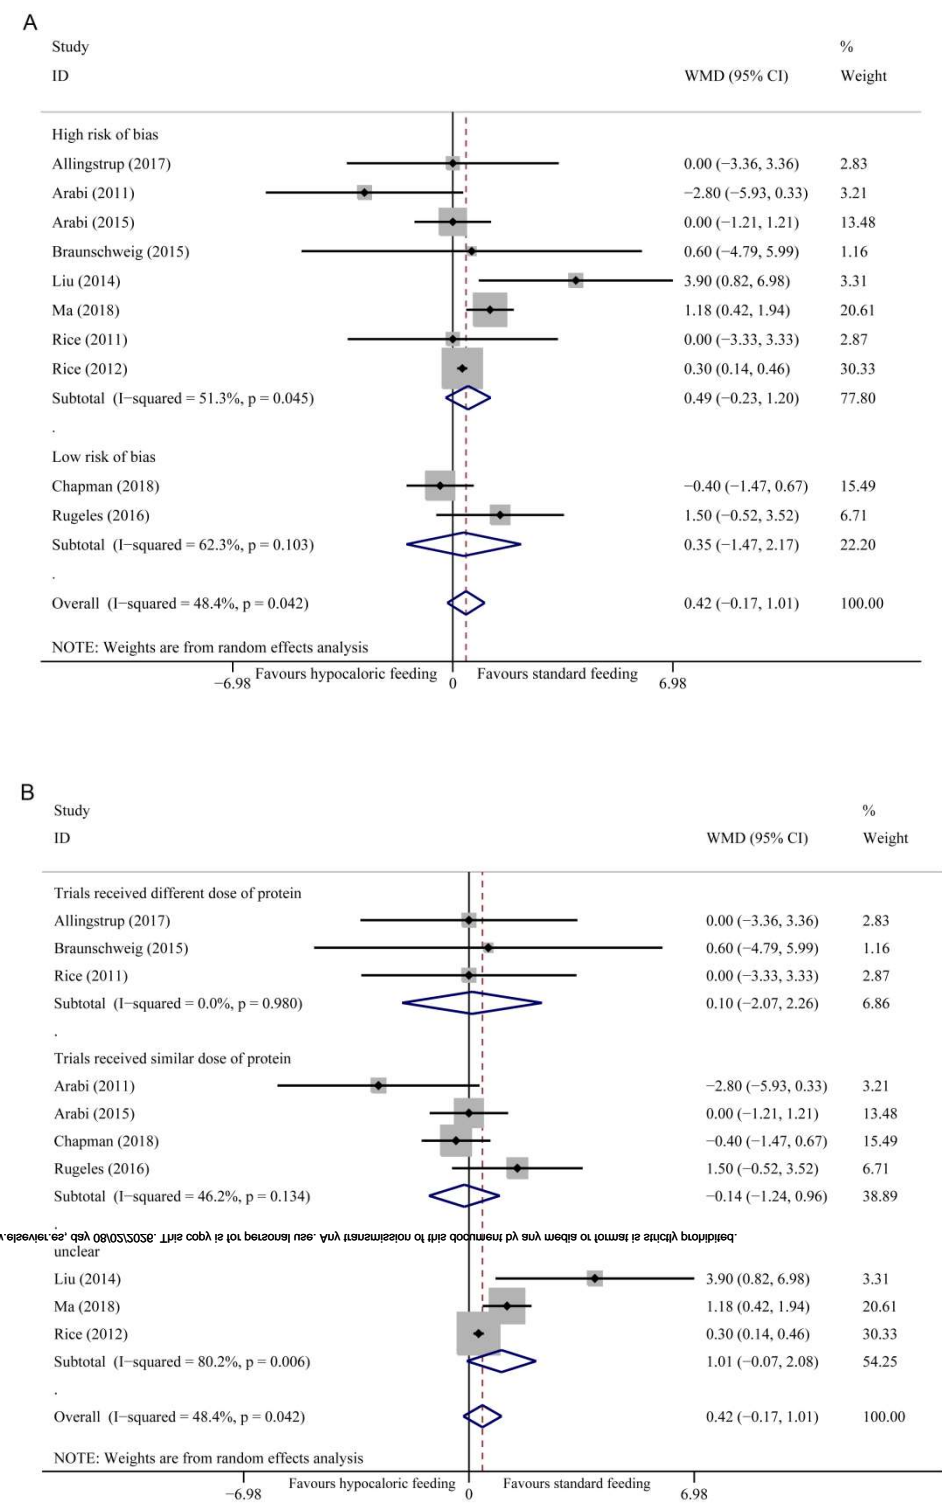 A
Study %
ID WMD (95% CI) Weight
High risk of bias
Allingstrup (2017) 0.00 (−3.36, 3.36) 2.83
Arabi (2011) −2.80 (−5.93, 0.33) 3.21
Arabi (2015) 0.00 (−1.21, 1.21) 13.48
Braunschweig (2015) 0.60 (−4.79, 5.99) 1.16
Liu (2014) 3.90 (0.82, 6.98) 3.31
Ma (2018) 1.18 (0.42, 1.94) 20.61
Rice (2011) 0.00 (−3.33, 3.33) 2.87
Rice (2012) 0.30 (0.14, 0.46) 30.33
Subtotal (I−squared = 51.3%, p = 0.045) 0.49 (−0.23, 1.20) 77.80
.
Low risk of bias
Chapman (2018) −0.40 (−1.47, 0.67) 15.49
Rugeles (2016) 1.50 (−0.52, 3.52) 6.71
Subtotal (I−squared = 62.3%, p = 0.103) 0.35 (−1.47, 2.17) 22.20
.
Overall (I−squared = 48.4%, p = 0.042) 0.42 (−0.17, 1.01) 100.00
NOTE: Weights are from random effects analysis
Favours hypocaloric feeding Favours standard feeding
−6.98 0 6.98
B
Study %
ID WMD (95% CI) Weight
Trials received different dose of protein
Allingstrup (2017) 0.00 (−3.36, 3.36) 2.83
Braunschweig (2015) 0.60 (−4.79, 5.99) 1.16
Rice (2011) 0.00 (−3.33, 3.33) 2.87
Subtotal (I−squared = 0.0%, p = 0.980) 0.10 (−2.07, 2.26) 6.86
.
Trials received similar dose of protein
Arabi (2011) −2.80 (−5.93, 0.33) 3.21
Arabi (2015) 0.00 (−1.21, 1.21) 13.48
Chapman (2018) −0.40 (−1.47, 0.67) 15.49
Rugeles (2016) 1.50 (−0.52, 3.52) 6.71
Subtotal (I−squared = 46.2%, p = 0.134) −0.14 (−1.24, 0.96) 38.89
.
v.elsevier.es, day 08/02/2026. This copy is for personal use. Any transmission of this document by any media or format is strictly prohibited.
unclear
Liu (2014) 3.90 (0.82, 6.98) 3.31
Ma (2018) 1.18 (0.42, 1.94) 20.61
Rice (2012) 0.30 (0.14, 0.46) 30.33
Subtotal (I−squared = 80.2%, p = 0.006) 1.01 (−0.07, 2.08) 54.25
.
Overall (I−squared = 48.4%, p = 0.042) 0.42 (−0.17, 1.01) 100.00
NOTE: Weights are from random effects analysis
Favours hypocaloric feeding Favours standard feeding
−6.98 0 6.98